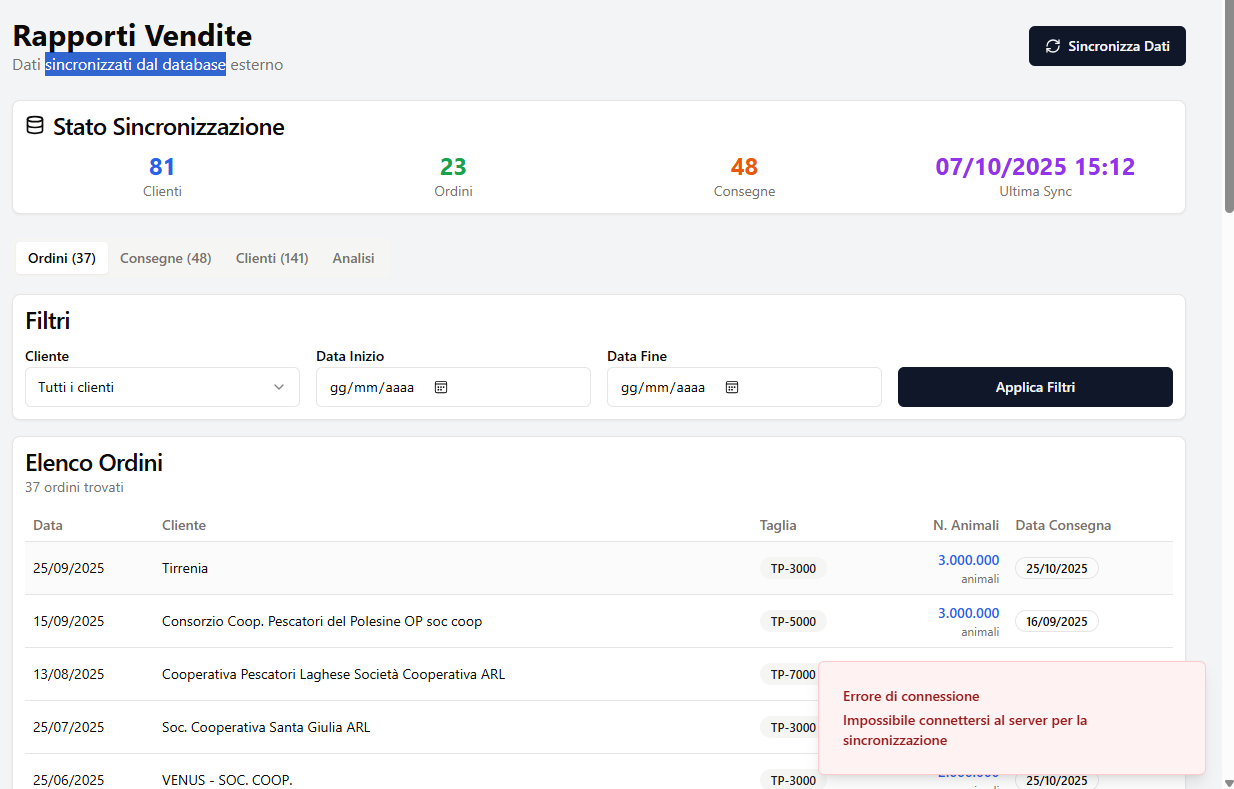 Rapporti Vendite
Dati sincronizzati dal database esterno
Sincronizza Dati
Stato Sincronizzazione
81
Clienti
23
Ordini
48
Consegne
07/10/2025 15:12
Ultima Sync
Ordini (37) Consegne (48) Clienti (141) Analisi
Filtri
Cliente
Tutti i clienti
Data Inizio
gg/mm/aaaa
Data Fine
gg/mm/aaaa
Applica Filtri
Elenco Ordini
37 ordini trovati
Data Cliente Taglia N. Animali Data Consegna
25/09/2025 Tirrenia TP-3000 3.000.000 animali 25/10/2025
15/09/2025 Consorzio Coop. Pescatori del Polesine OP soc coop TP-5000 3.000.000 animali 16/09/2025
13/08/2025 Cooperativa Pescatori Laghese Società Cooperativa ARL TP-7000
25/07/2025 Soc. Cooperativa Santa Giulia ARL TP-3000
25/06/2025 VENUS - SOC. COOP. TP-3000 25/10/2025
Errore di connessione
Impossibile connettersi al server per la
sincronizzazione